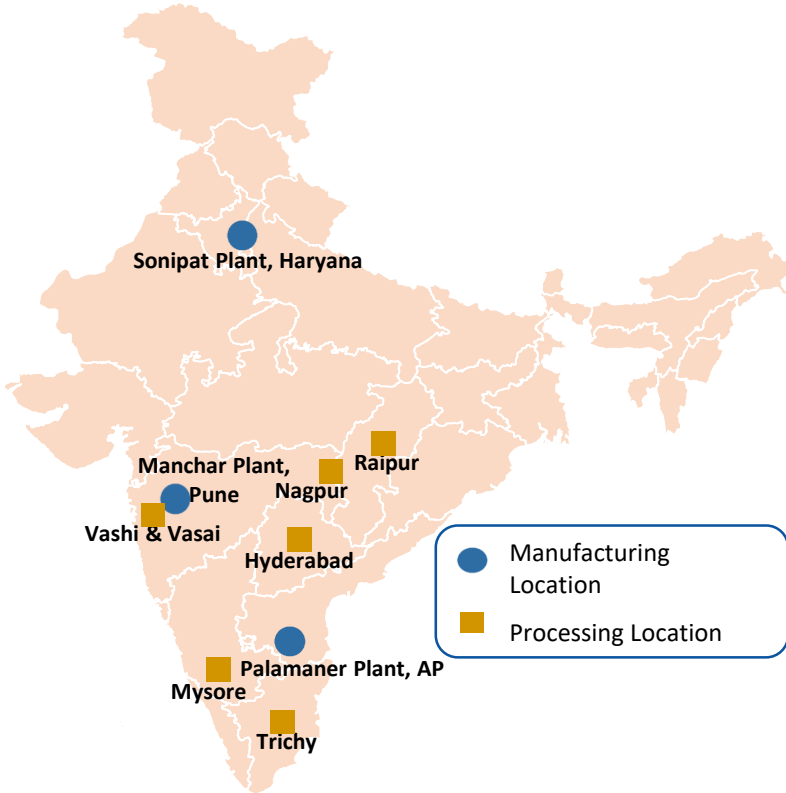 Sonipat Plant, Haryana
Raipur
Manchar Plant,
Pune
Nagpur
Vashi & Vasai
Hyderabad
Manufacturing
Location
Processing Location
Palamaner Plant, AP
Mysore
Trichy